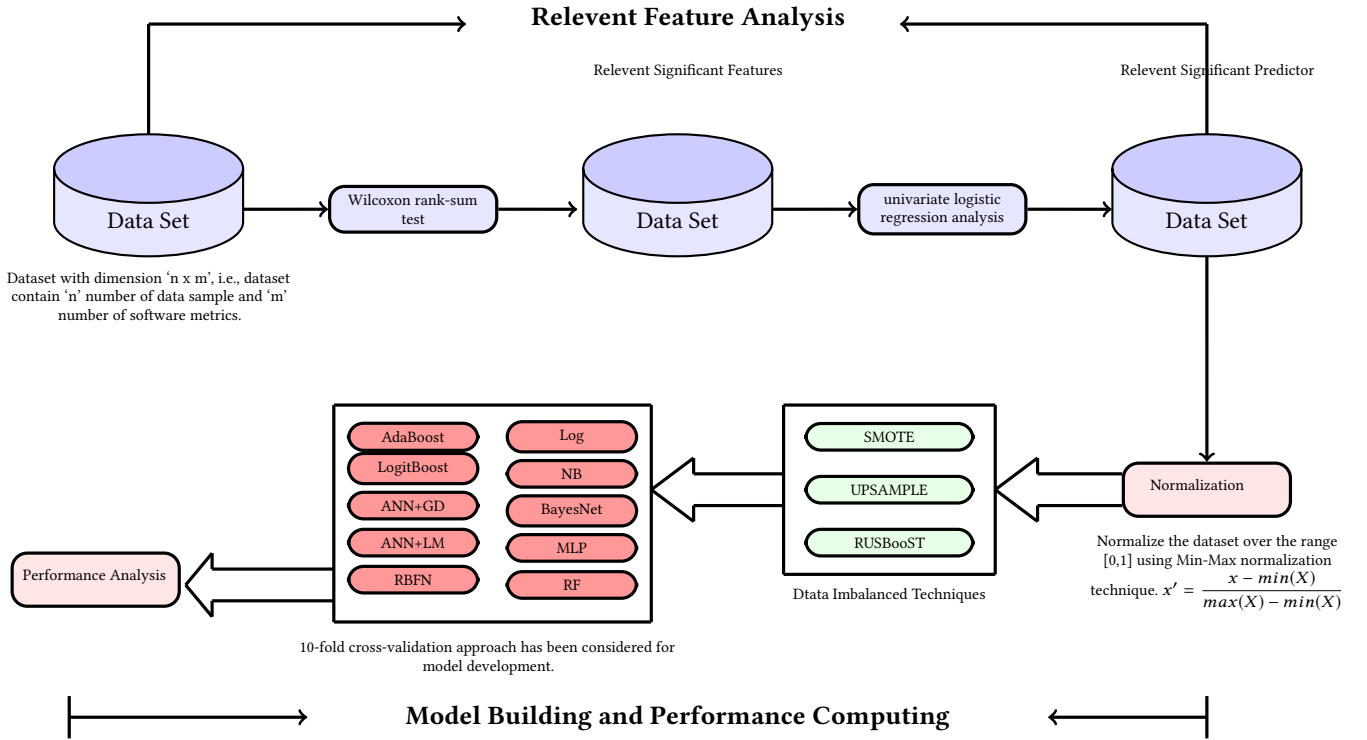 Relevent Feature Analysis
Relevent Significant Features
Relevent Significant Predictor
Data Set
Wilcoxon rank-sum
test
Data Set
univariate logistic
regression analysis
Data Set
Dataset with dimension ‘n x m’, i.e., dataset
contain ‘n’ number of data sample and ‘m’
number of software metrics.
AdaBoost
LogitBoost
ANN+GD
ANN+LM
RBFN
Log
NB
BayesNet
MLP
RF
10-fold cross-validation approach has been considered for
model development.
SMOTE
UPSAMPLE
RUSBooST
Dtata Imbalanced Techniques
Normalization
Normalize the dataset over the range
[0,1] using Min-Max normalization
technique. x′ = x − min(X) / max(X) − min(X)
Performance Analysis
Model Building and Performance Computing